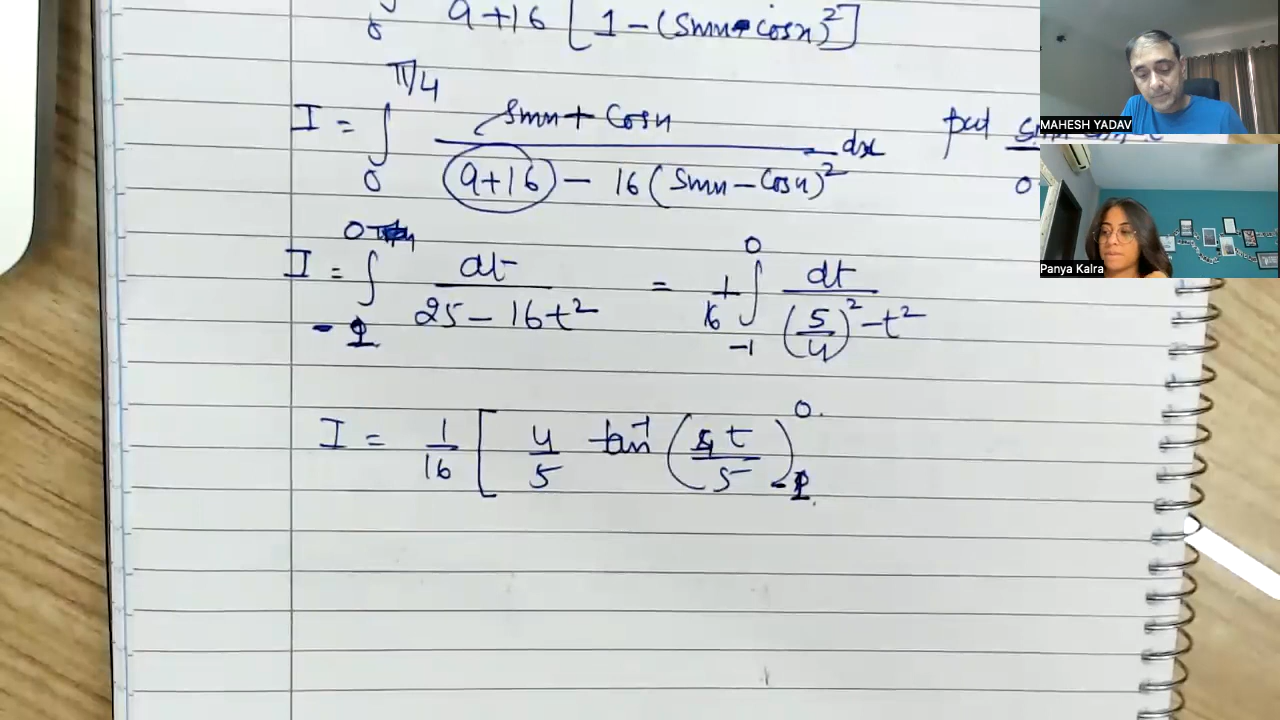 0 9+16 [1-(sinx-cosx)²]
π/4
I = ∫ sinx + cosx dx put
0 (9+16) - 16(sinx-cosx)² 0
0 0
I = ∫ dt = 1 ∫ dt
-1 25 - 16t² 16 -1 (5/4)² - t²
I = 1/16 [ 4/5 tan⁻¹ (4t/5) 0 -1
MAHESH YADAV
Panya Kalra